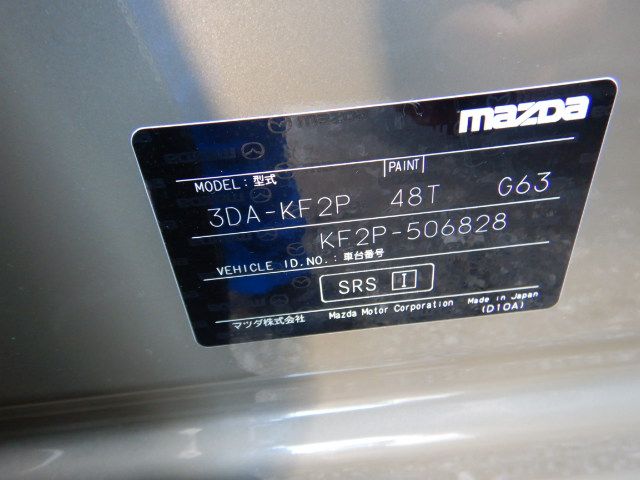 mazda
MODEL:型式 PAINT
3DA-KF2P 48T G63
KF2P-506828
VEHICLE ID.NO.:車台番号
SRS I
マツダ株式会社 Mazda Motor Corporation Made in Japan
(D10A)